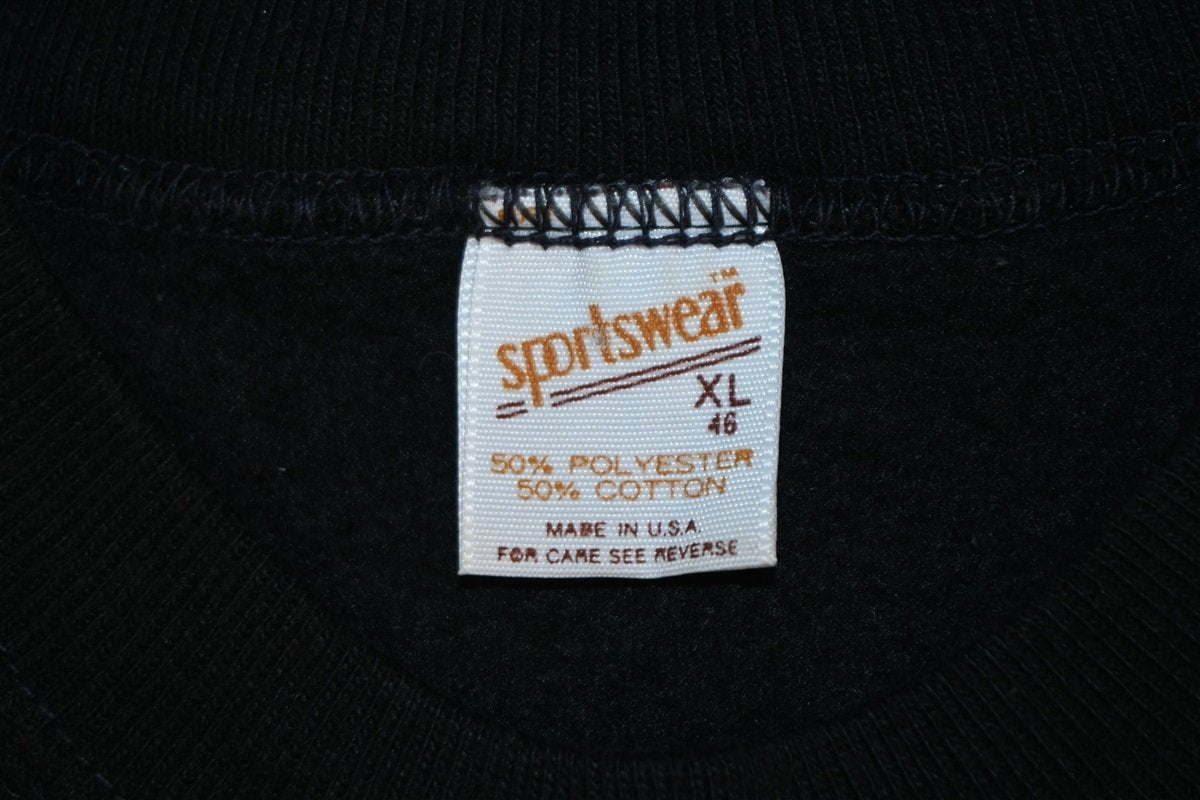 sportswear™
XL
46
50% POLYESTER
50% COTTON
MADE IN U.S.A.
FOR CARE SEE REVERSE